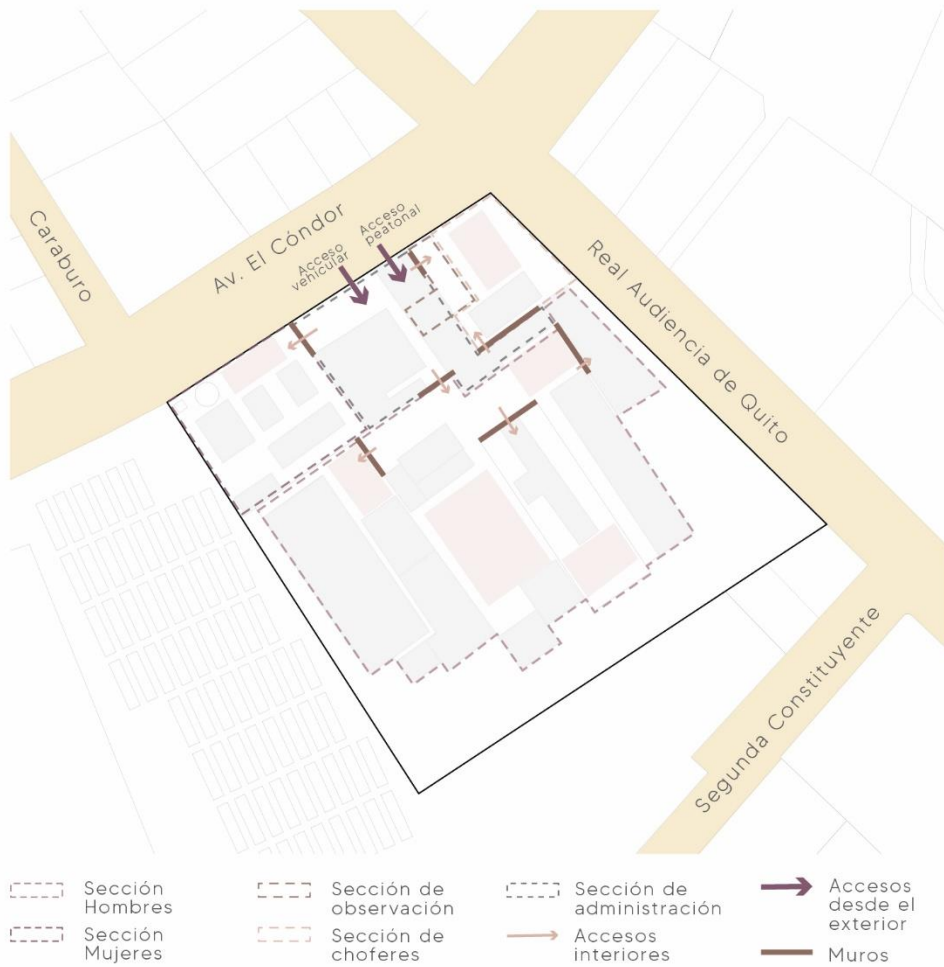 Caraburo
Av. El Cóndor
Acceso
vehicular
Acceso
peatonal
Real Audiencia de Quito
Segunda Constituyente
Sección
Hombres
Sección
Mujeres
Sección de
observación
Sección de
choferes
Sección de
administración
Accesos
interiores
Accesos
desde el
exterior
Muros